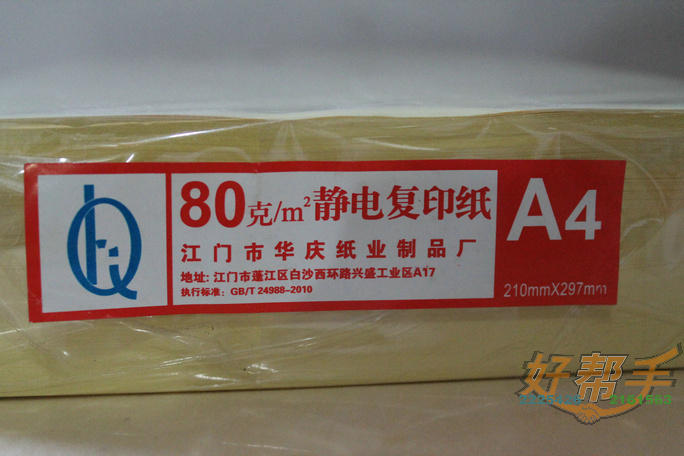 80克/m²静电复印纸
江门市华庆纸业制品厂
地址: 江门市蓬江区白沙西环路兴盛工业区A17
执行标准: GB/T 24988-2010
A4
210mmX297mm
好帮手